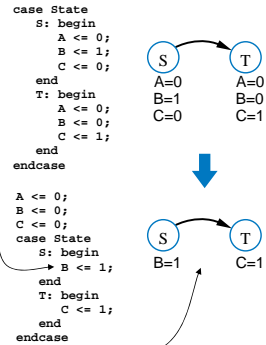 case State
S: begin
A <= 0;
B <= 1;
C <= 0;
end
T: begin
A <= 0;
B <= 0;
C <= 1;
end
endcase
S T
A=0 A=0
B=1 B=0
C=0 C=1
A <= 0;
B <= 0;
C <= 0;
case State
S: begin
B <= 1;
end
T: begin
C <= 1;
end
endcase
S T
B=1 C=1